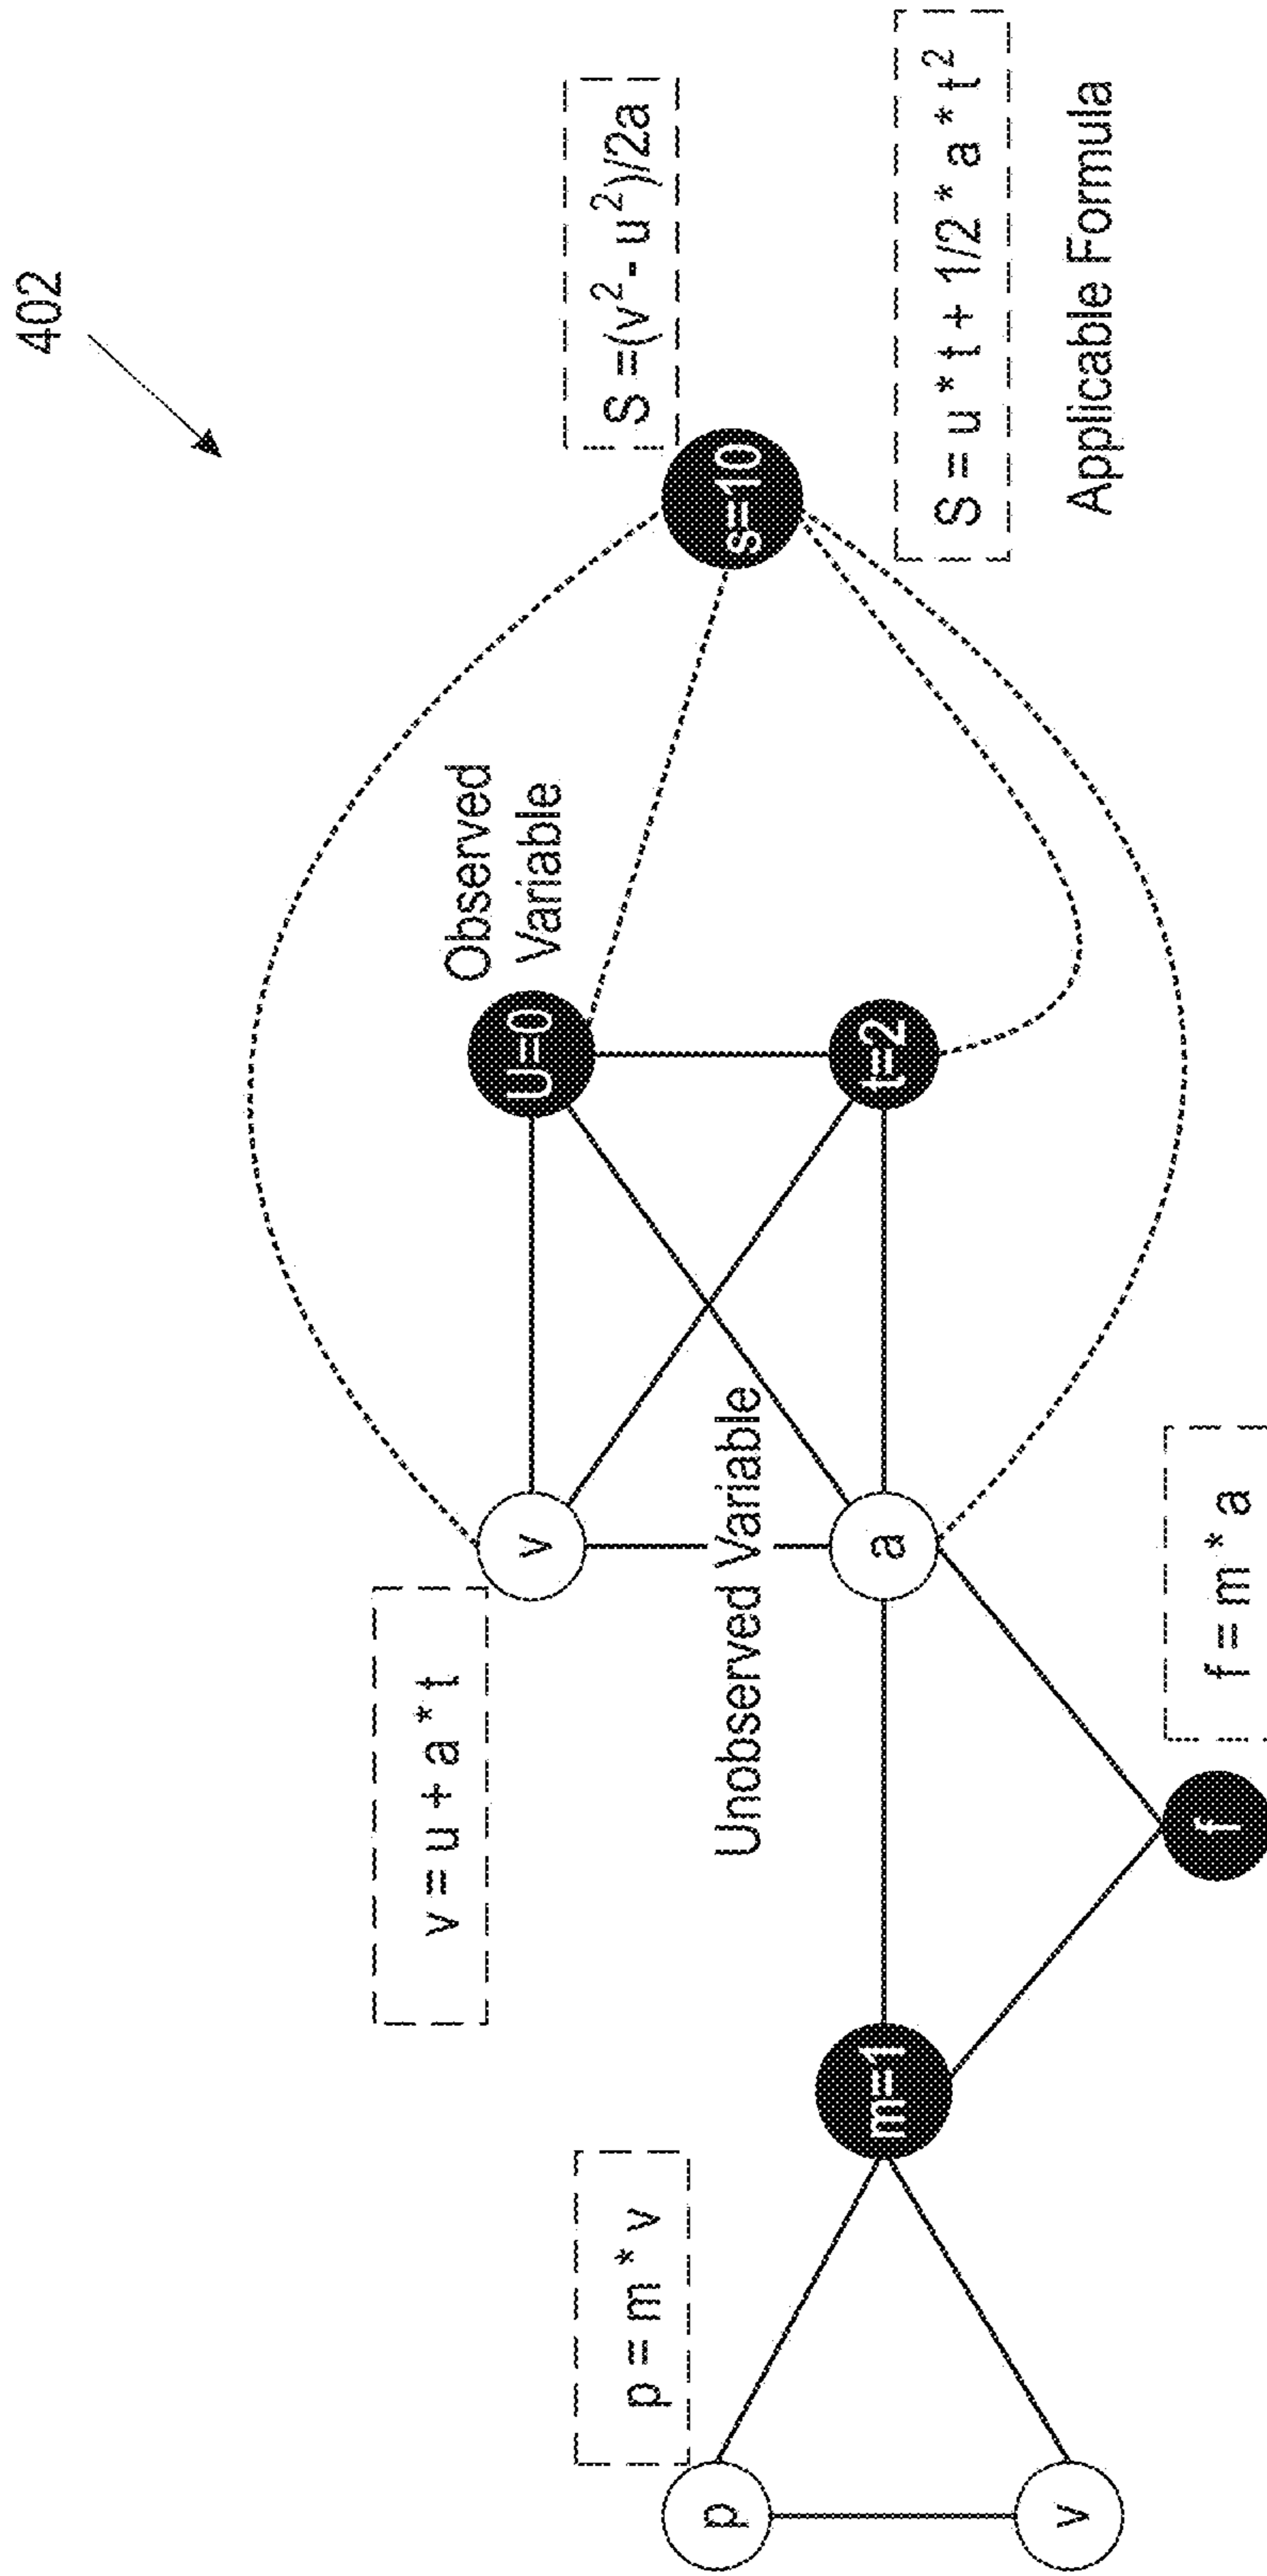 402
S =(v² - u²)/2a
s=10
S = u * t + 1/2 * a * t²
Applicable Formula
Observed
Variable
U=0
t=2
v = u + a * t
v
Unobserved Variable
a
f = m * a
f
m=1
p = m * v
p
v